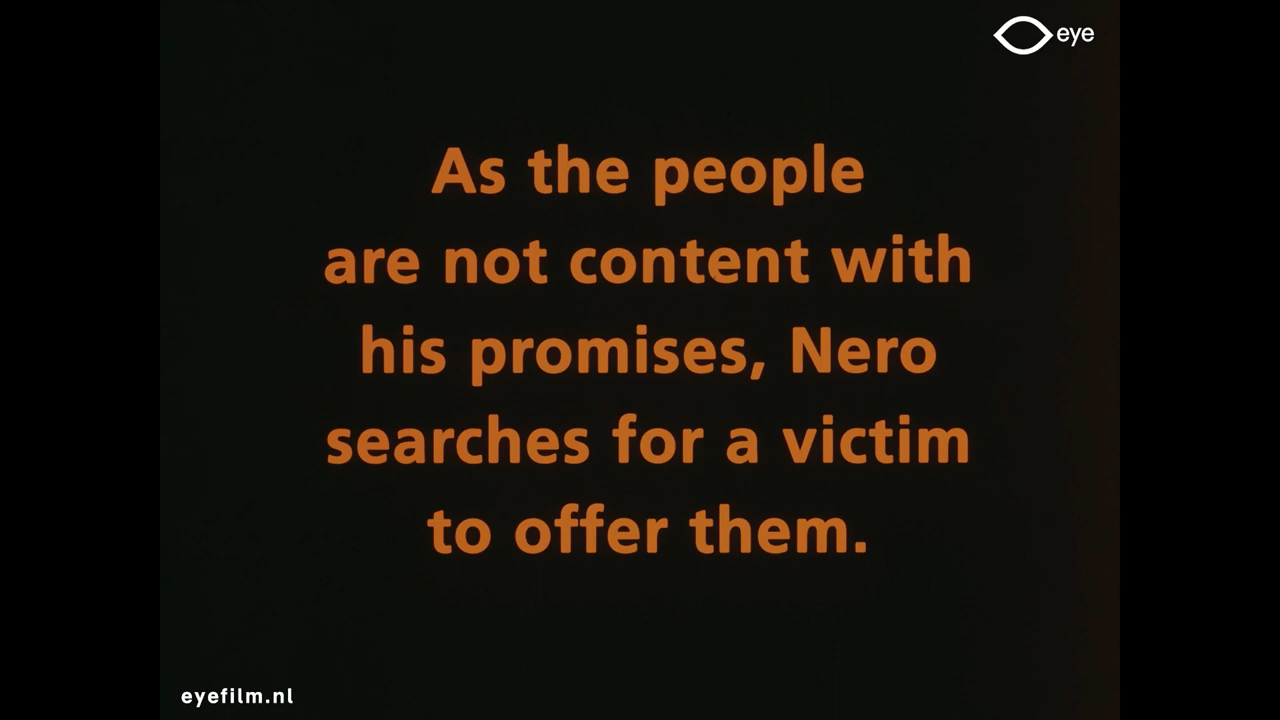 eye
As the people
are not content with
his promises, Nero
searches for a victim
to offer them.
eyefilm.nl